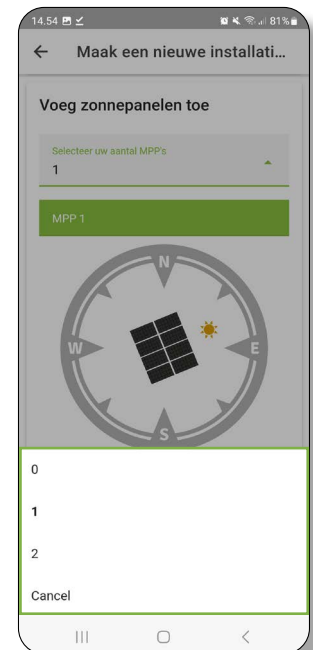 14.54 81%
Maak een nieuwe installati...
Voeg zonnepanelen toe
Selecteer uw aantal MPP's
1
MPP 1
N
W E
S
0
1
2
Cancel